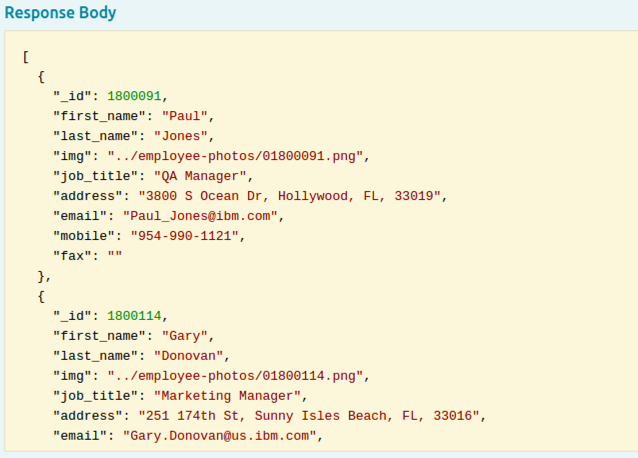 Response Body
[
{
"_id": 1800091,
"first_name": "Paul",
"last_name": "Jones",
"img": "../employee-photos/01800091.png",
"job_title": "QA Manager",
"address": "3800 S Ocean Dr, Hollywood, FL, 33019",
"email": "Paul_Jones@ibm.com",
"mobile": "954-990-1121",
"fax": ""
},
{
"_id": 1800114,
"first_name": "Gary",
"last_name": "Donovan",
"img": "../employee-photos/01800114.png",
"job_title": "Marketing Manager",
"address": "251 174th St, Sunny Isles Beach, FL, 33016",
"email": "Gary.Donovan@us.ibm.com",